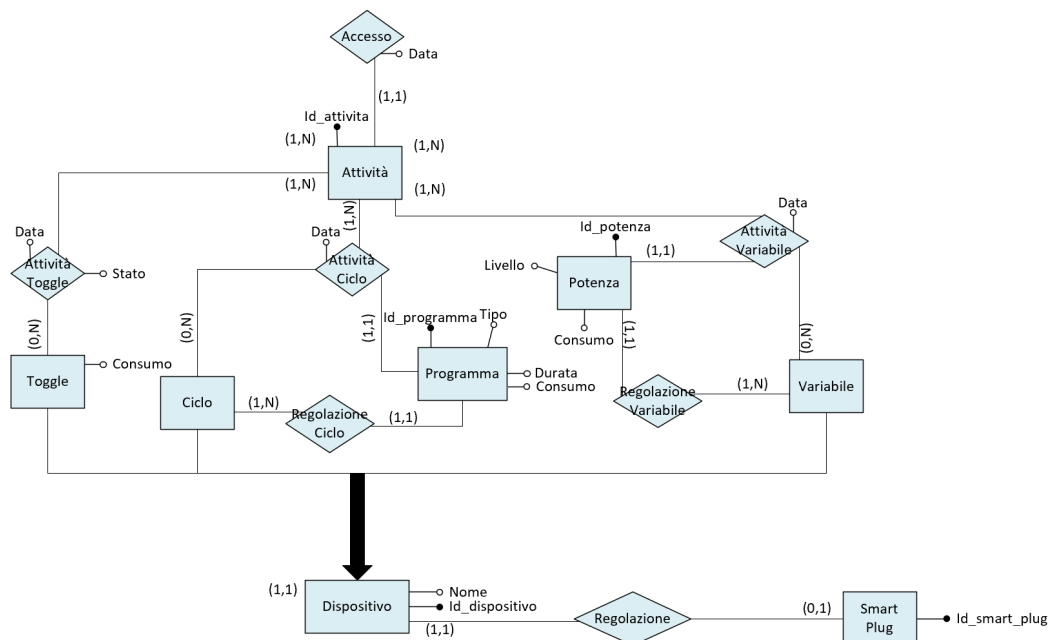 Accesso
Data
(1,1)
Id_attivita
(1,N)
(1,N)
Attività
(1,N)
(1,N)
(1,N)
Data
Attività
Toggle
Stato
Data
Attività
Ciclo
Id_potenza
Livello
Potenza
Consumo
(1,1)
Data
Attività
Variabile
(0,N)
(0,N)
(1,1)
(1,1)
(0,N)
Toggle
Consumo
Ciclo
Id_programma
Tipo
Programma
Durata
Consumo
(1,N)
Regolazione
Ciclo
(1,1)
Regolazione
Variabile
(1,N)
Variabile
(1,1)
Dispositivo
Nome
Id_dispositivo
(1,1)
Regolazione
(0,1)
Smart
Plug
Id_smart_plug